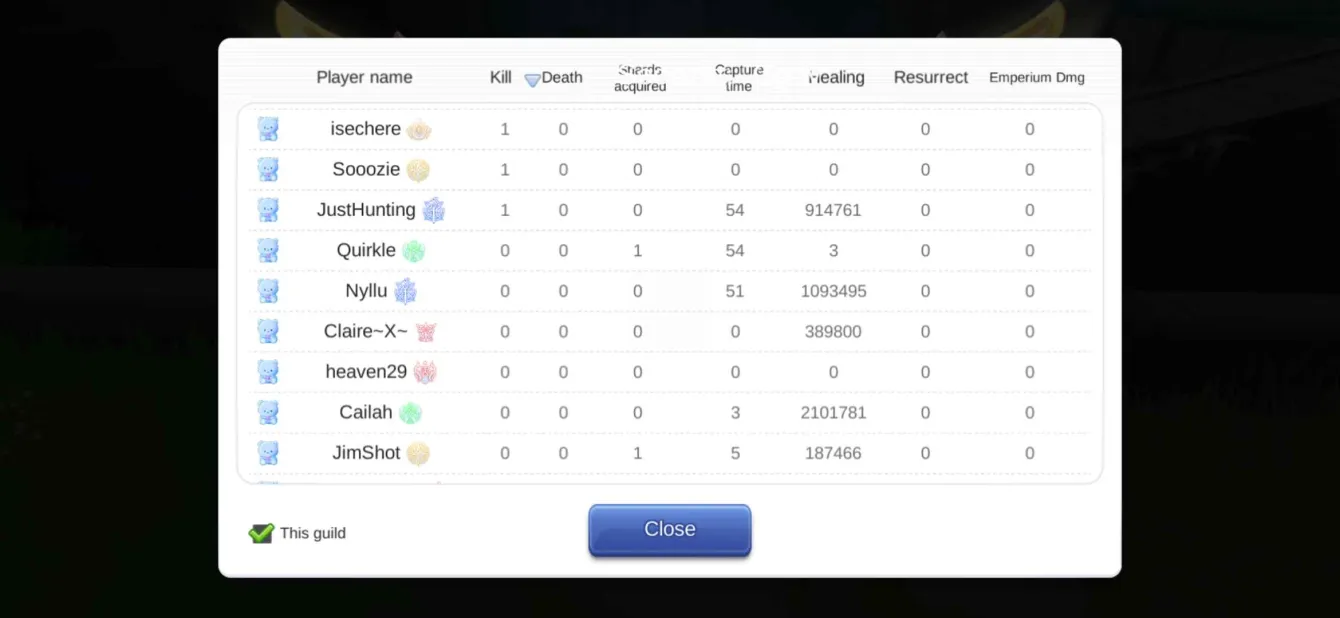 Player name Kill Death Shards acquired Capture time Healing Resurrect Emperium Dmg
isechere 1 0 0 0 0 0 0
Sooozie 1 0 0 0 0 0 0
JustHunting 1 0 0 54 914761 0 0
Quirkle 0 0 1 54 3 0 0
Nyllu 0 0 0 51 1093495 0 0
Claire~X~ 0 0 0 0 389800 0 0
heaven29 0 0 0 0 0 0 0
Cailah 0 0 0 3 2101781 0 0
JimShot 0 0 1 5 187466 0 0
This guild
Close